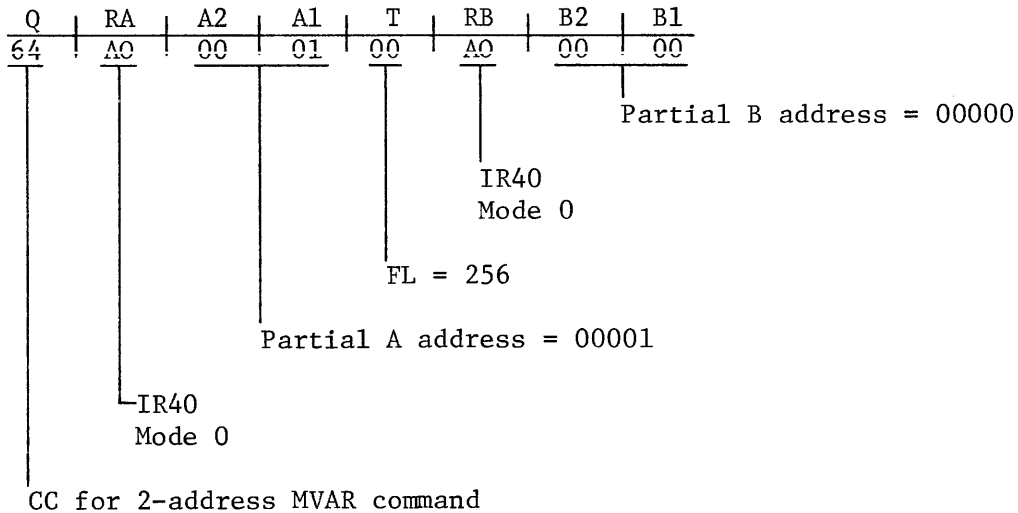 Q RA A2 A1 T RB B2 B1
64 A0 00 01 00 A0 00 00
Partial B address = 00000
IR40
Mode 0
FL = 256
Partial A address = 00001
IR40
Mode 0
CC for 2-address MVAR command